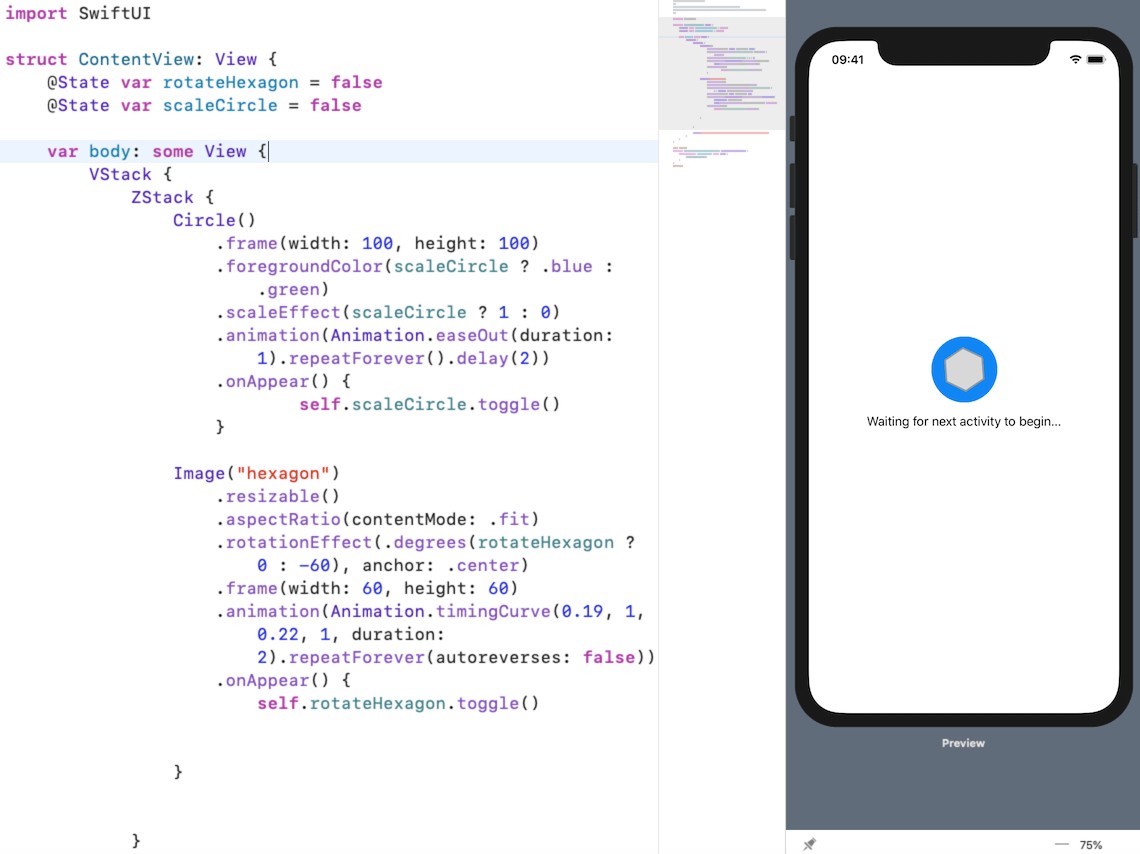 import SwiftUI
struct ContentView: View {
@State var rotateHexagon = false
@State var scaleCircle = false
var body: some View {
VStack {
ZStack {
Circle()
.frame(width: 100, height: 100)
.foregroundColor(scaleCircle ? .blue :
.green)
.scaleEffect(scaleCircle ? 1 : 0)
.animation(Animation.easeOut(duration:
1).repeatForever().delay(2))
.onAppear() {
self.scaleCircle.toggle()
}
Image("hexagon")
.resizable()
.aspectRatio(contentMode: .fit)
.rotationEffect(.degrees(rotateHexagon ?
0 : -60), anchor: .center)
.frame(width: 60, height: 60)
.animation(Animation.timingCurve(0.19, 1,
0.22, 1, duration:
2).repeatForever(autoreverses: false))
.onAppear() {
self.rotateHexagon.toggle()
}
}
09:41
Waiting for next activity to begin...
Preview
75%